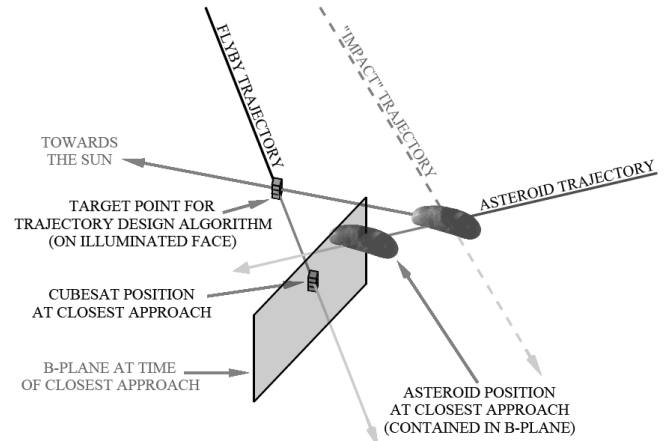 FLYBY TRAJECTORY
"IMPACT" TRAJECTORY
TOWARDS
THE SUN
ASTEROID TRAJECTORY
TARGET POINT FOR
TRAJECTORY DESIGN ALGORITHM
(ON ILLUMINATED FACE)
CUBESAT POSITION
AT CLOSEST APPROACH
B-PLANE AT TIME
OF CLOSEST APPROACH
ASTEROID POSITION
AT CLOSEST APPROACH
(CONTAINED IN B-PLANE)